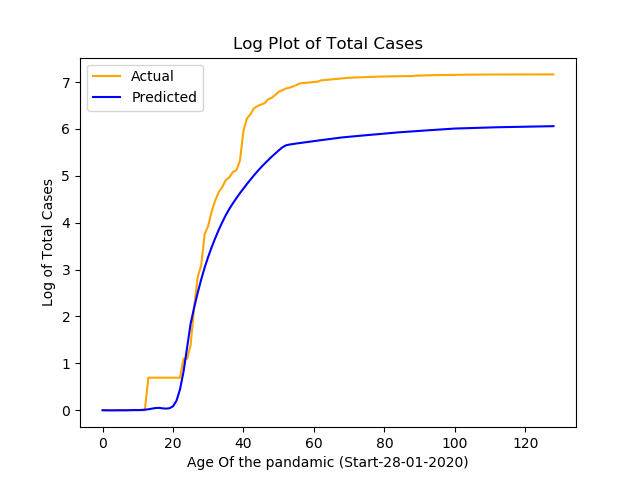 Log Plot of Total Cases
Actual
Predicted
Log of Total Cases
7
6
5
4
3
2
1
0
0 20 40 60 80 100 120
Age Of the pandamic (Start-28-01-2020)